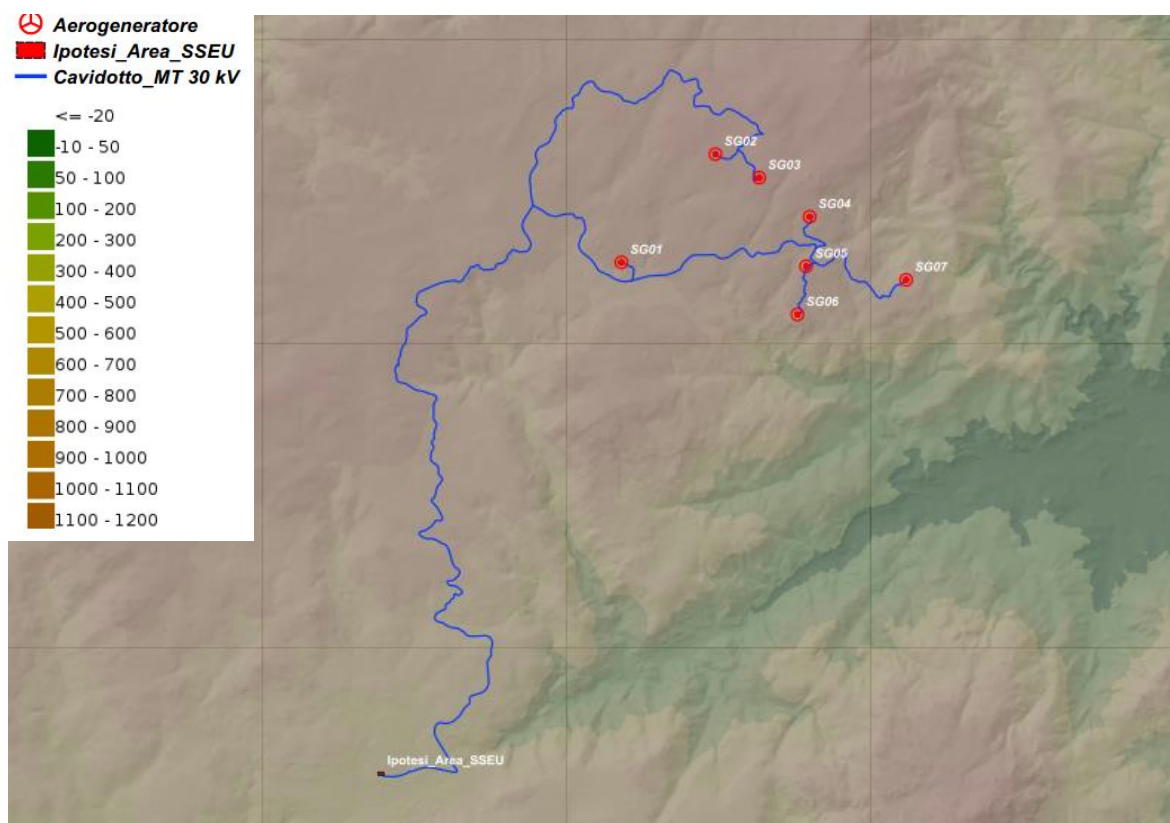 Aerogeneratore
Ipotesi_Area_SSEU
Cavidotto_MT 30 kV
<= -20
-10 - 50
50 - 100
100 - 200
200 - 300
300 - 400
400 - 500
500 - 600
600 - 700
700 - 800
800 - 900
900 - 1000
1000 - 1100
1100 - 1200
SG02
SG03
SG04
SG01
SG05
SG07
SG06
Ipotesi_Area_SSEU